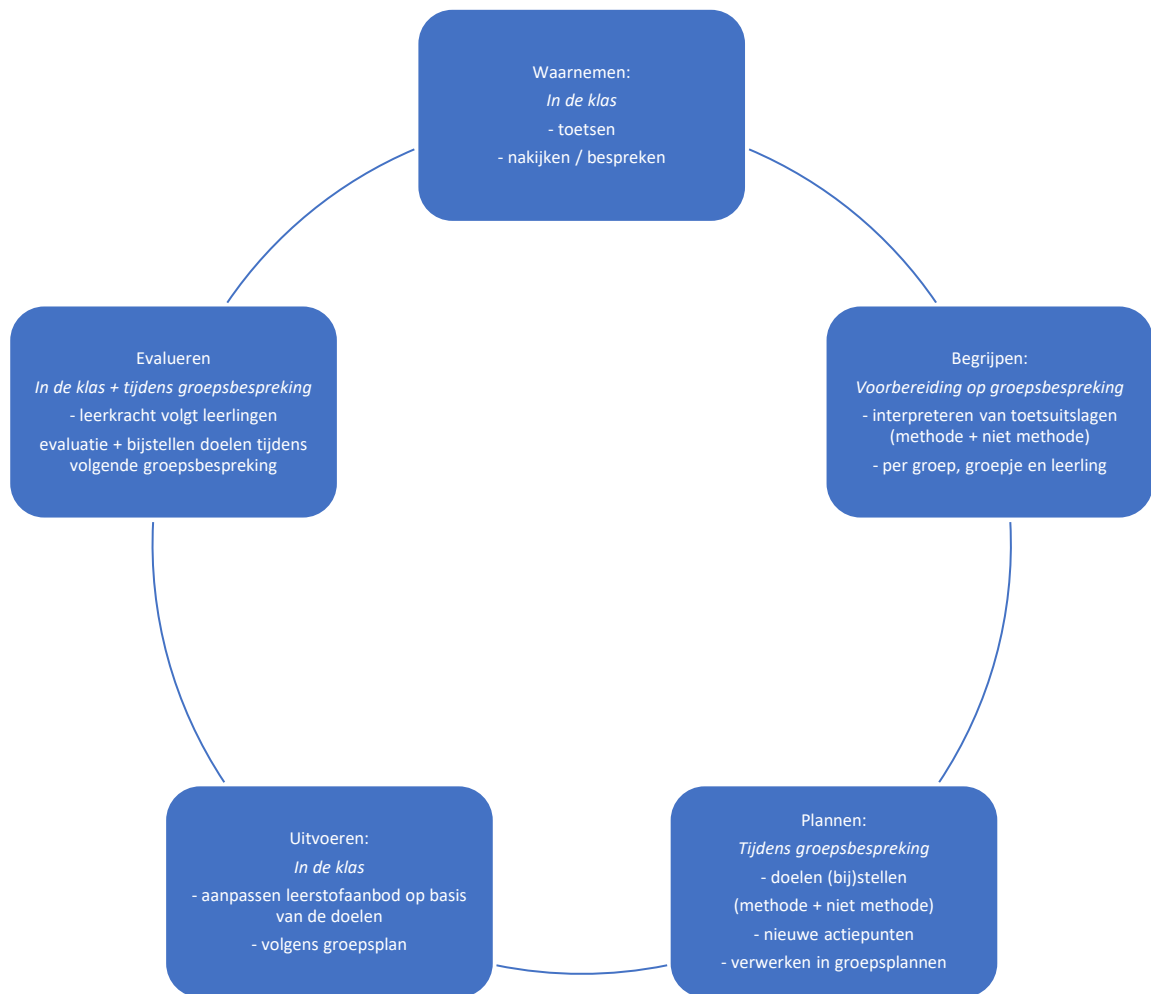 Waarnemen:
In de klas
- toetsen
- nakijken / bespreken
Begrijpen:
Voorbereiding op groepsbespreking
- interpreteren van toetsuitslagen
(methode + niet methode)
- per groep, groepje en leerling
Plannen:
Tijdens groepsbespreking
- doelen (bij)stellen
(methode + niet methode)
- nieuwe actiepunten
- verwerken in groepsplannen
Uitvoeren:
In de klas
- aanpassen leerstofaanbod op basis
van de doelen
- volgens groepsplan
Evalueren
In de klas + tijdens groepsbespreking
- leerkracht volgt leerlingen
evaluatie + bijstellen doelen tijdens
volgende groepsbespreking